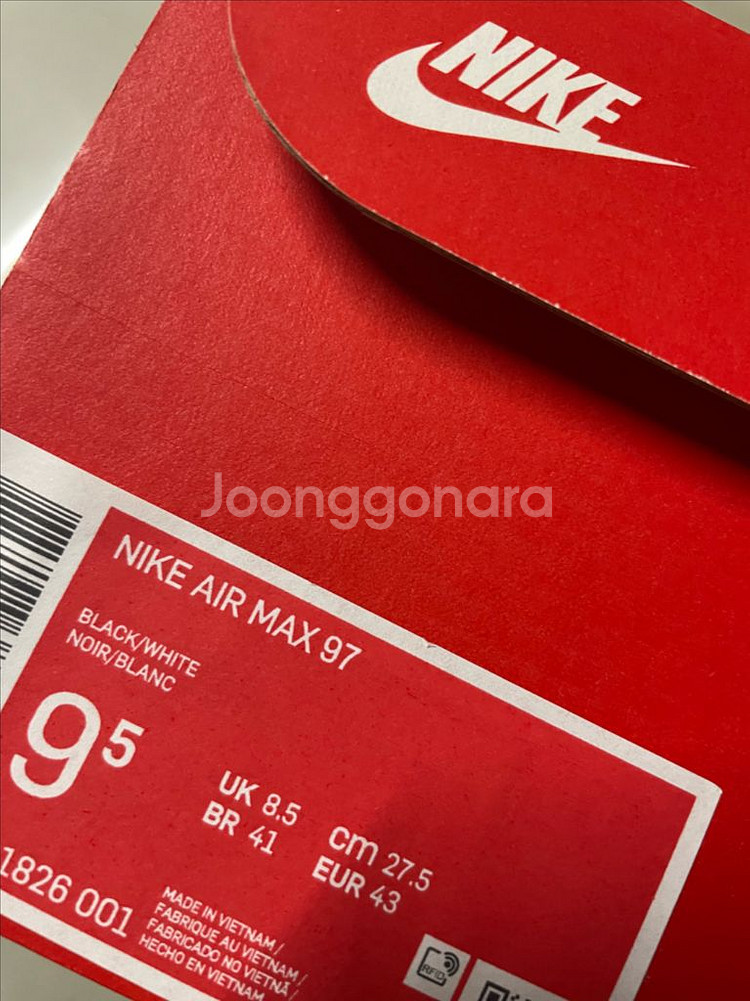 NIKE
Joonggonara
NIKE AIR MAX 97
BLACK/WHITE
NOIR/BLANC
9⁵
UK 8.5
BR 41
cm 27.5
EUR 43
1826 001
MADE IN VIETNAM/
FABRIQUE AU VIETNAM/
FABRICADO NO VIETNÃ/
HECHO EN VIETNAM
RFID